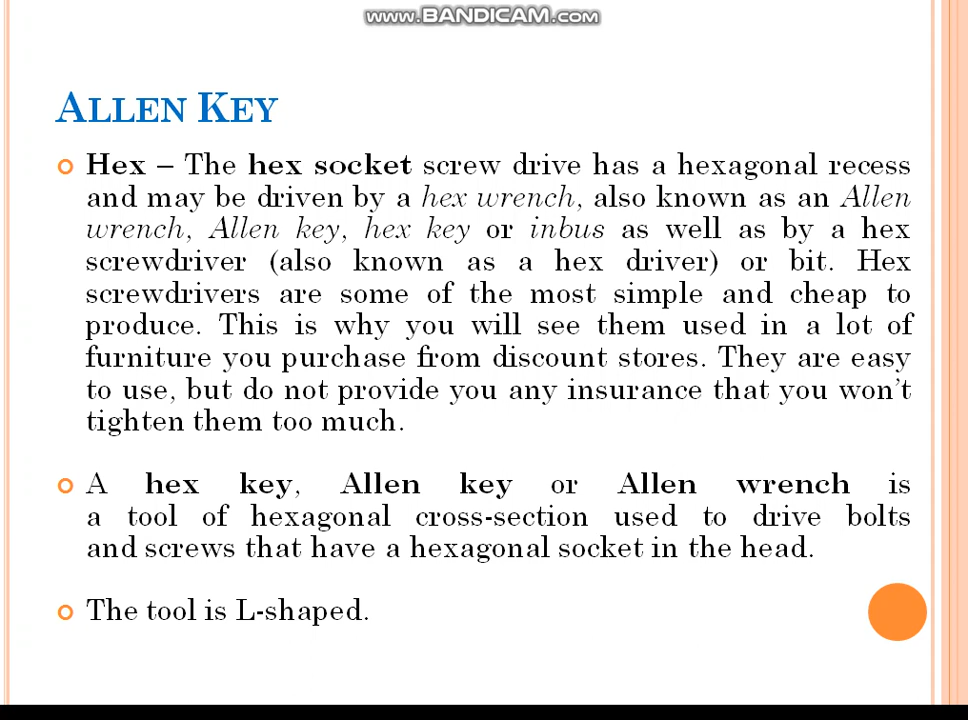 www.BANDICAM.com
ALLEN KEY
Hex – The hex socket screw drive has a hexagonal recess
and may be driven by a hex wrench, also known as an Allen
wrench, Allen key, hex key or inbus as well as by a hex
screwdriver (also known as a hex driver) or bit. Hex
screwdrivers are some of the most simple and cheap to
produce. This is why you will see them used in a lot of
furniture you purchase from discount stores. They are easy
to use, but do not provide you any insurance that you won’t
tighten them too much.
A hex key, Allen key or Allen wrench is
a tool of hexagonal cross-section used to drive bolts
and screws that have a hexagonal socket in the head.
The tool is L-shaped.